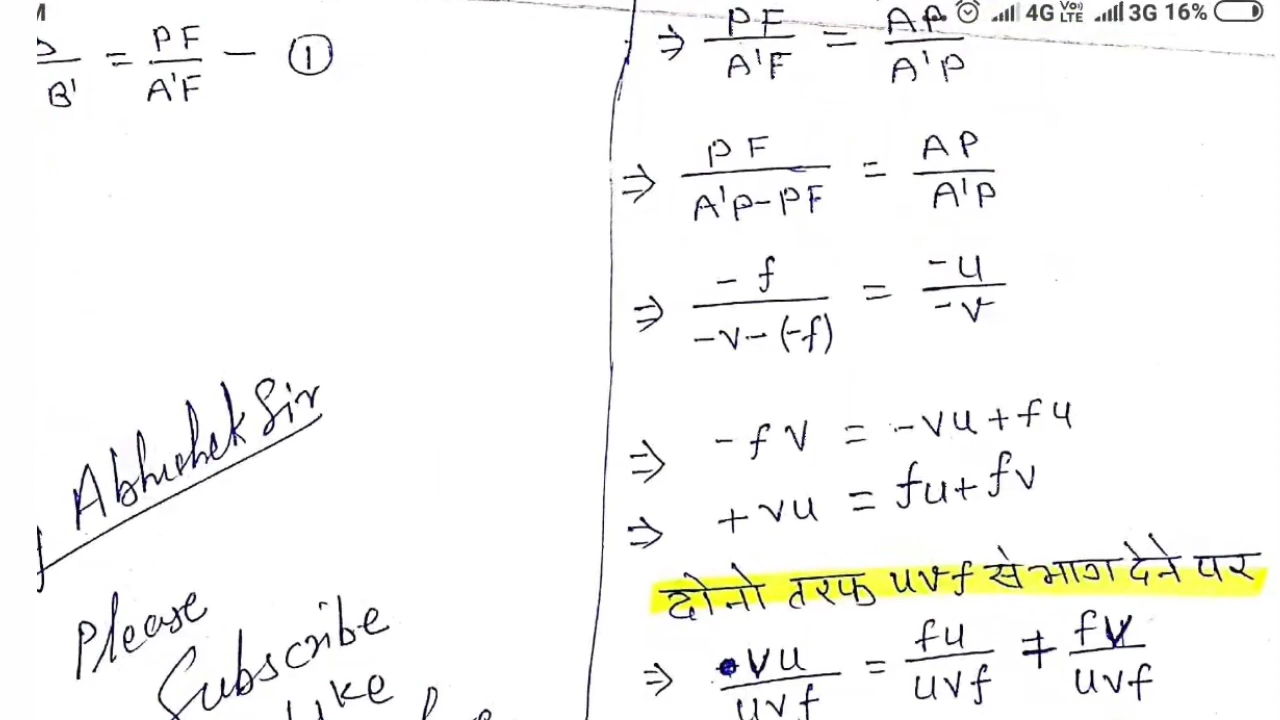 4G VoLTE 3G 16%
B' = PF/A'F - ①
Abhishek Sir
Please
Subscribe
⇒ PF/A'F = AP/A'P
⇒ PF/A'P-PF = AP/A'P
⇒ -f/-v-(-f) = -u/-v
⇒ -fv = -vu+fu
⇒ +vu = fu+fv
दोनो तरफ uvf से भाग देने पर
⇒ vu/uvf = fu/uvf + fv/uvf